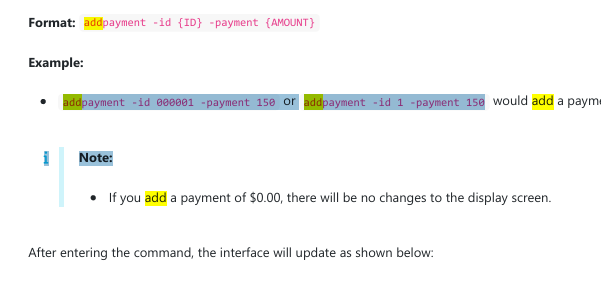 Format: addpayment -id {ID} -payment {AMOUNT}
Example:
• addpayment -id 000001 -payment 150 or addpayment -id 1 -payment 150 would add a payme
i Note:
• If you add a payment of $0.00, there will be no changes to the display screen.
After entering the command, the interface will update as shown below: